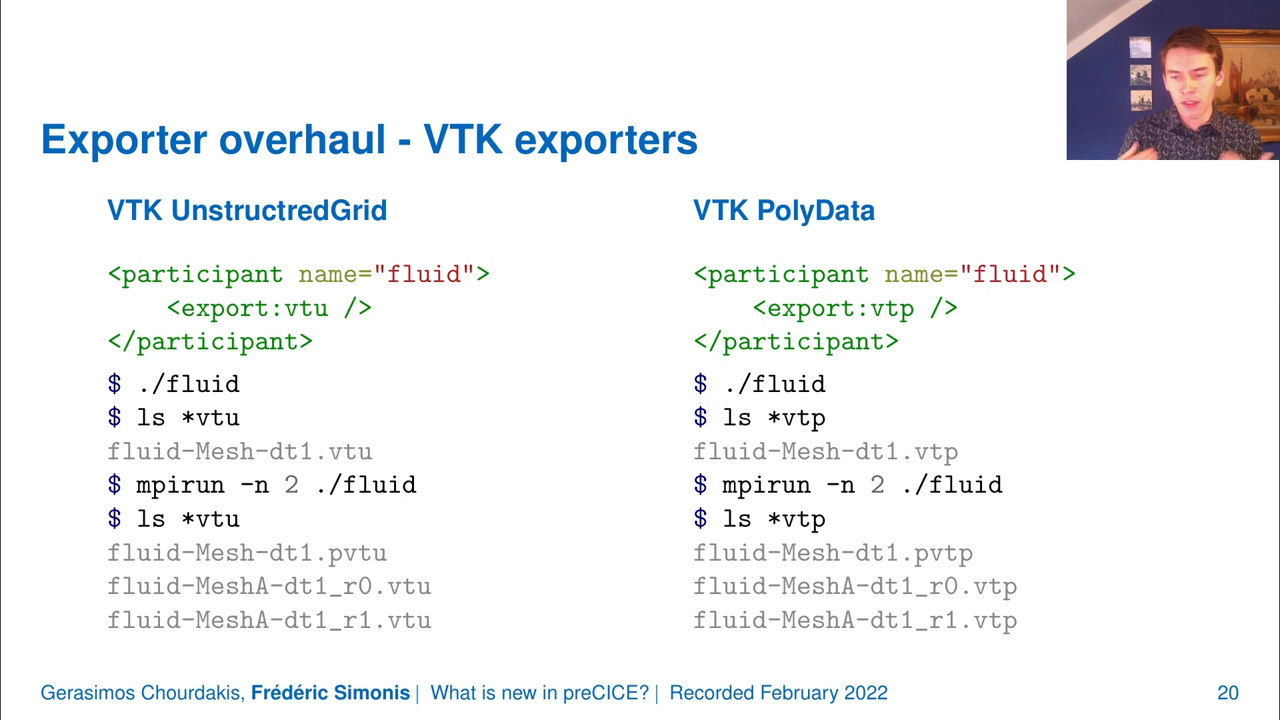 Exporter overhaul - VTK exporters
VTK UnstructredGrid
<participant name="fluid">
<export:vtu />
</participant>
$ ./fluid
$ ls *vtu
fluid-Mesh-dt1.vtu
$ mpirun -n 2 ./fluid
$ ls *vtu
fluid-Mesh-dt1.pvtu
fluid-MeshA-dt1_r0.vtu
fluid-MeshA-dt1_r1.vtu
VTK PolyData
<participant name="fluid">
<export:vtp />
</participant>
$ ./fluid
$ ls *vtp
fluid-Mesh-dt1.vtp
$ mpirun -n 2 ./fluid
$ ls *vtp
fluid-Mesh-dt1.pvtp
fluid-MeshA-dt1_r0.vtp
fluid-MeshA-dt1_r1.vtp
Gerasimos Chourdakis, Frédéric Simonis | What is new in preCICE? | Recorded February 2022 20